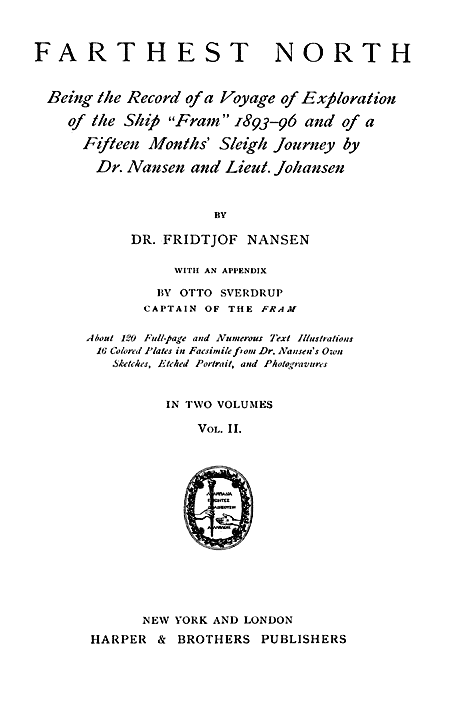 FARTHEST NORTH
Being the Record of a Voyage of Exploration
of the Ship “Fram” 1893–96 and of a
Fifteen Months’ Sleigh Journey by
Dr. Nansen and Lieut. Johansen
BY
DR. FRIDTJOF NANSEN
WITH AN APPENDIX
BY OTTO SVERDRUP
CAPTAIN OF THE FRAM
About 120 Full-page and Numerous Text Illustrations
16 Colored Plates in Facsimile from Dr. Nansen’s Own
Sketches, Etched Portrait, and Photogravures
IN TWO VOLUMES
VOL. II.
NEW YORK AND LONDON
HARPER & BROTHERS PUBLISHERS